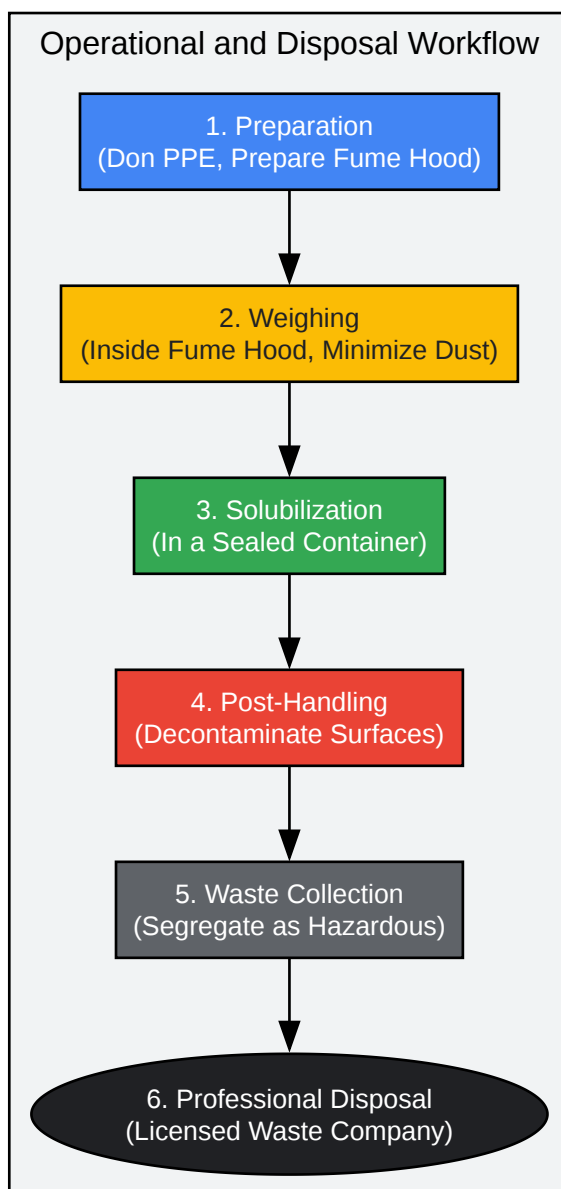 Operational and Disposal Workflow
1. Preparation
(Don PPE, Prepare Fume Hood)
2. Weighing
(Inside Fume Hood, Minimize Dust)
3. Solubilization
(In a Sealed Container)
4. Post-Handling
(Decontaminate Surfaces)
5. Waste Collection
(Segregate as Hazardous)
6. Professional Disposal
(Licensed Waste Company)